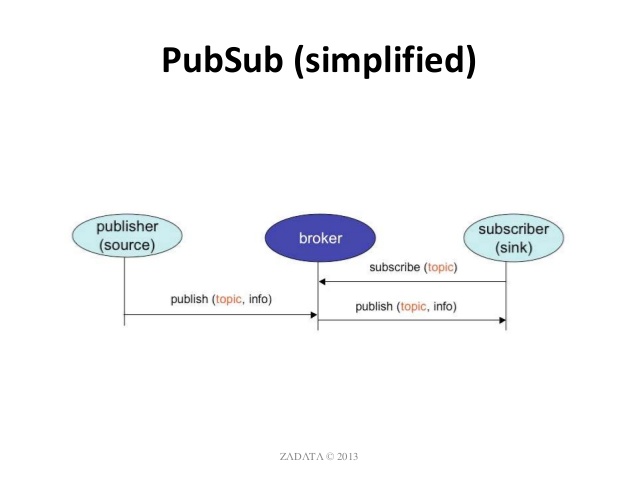 PubSub (simplified)
publisher
(source)
broker
subscriber
(sink)
subscribe (topic)
publish (topic, info)
publish (topic, info)
ZADATA © 2013